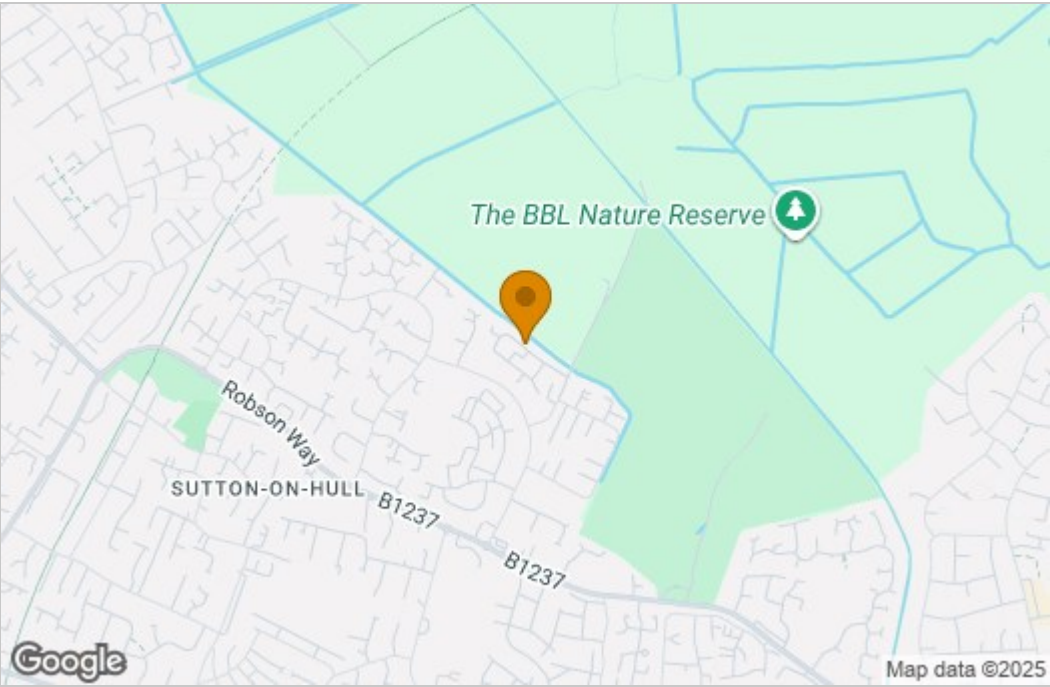 The BBL Nature Reserve
Robson Way
SUTTON-ON-HULL
B1237
B1237
Google
Map data ©2025